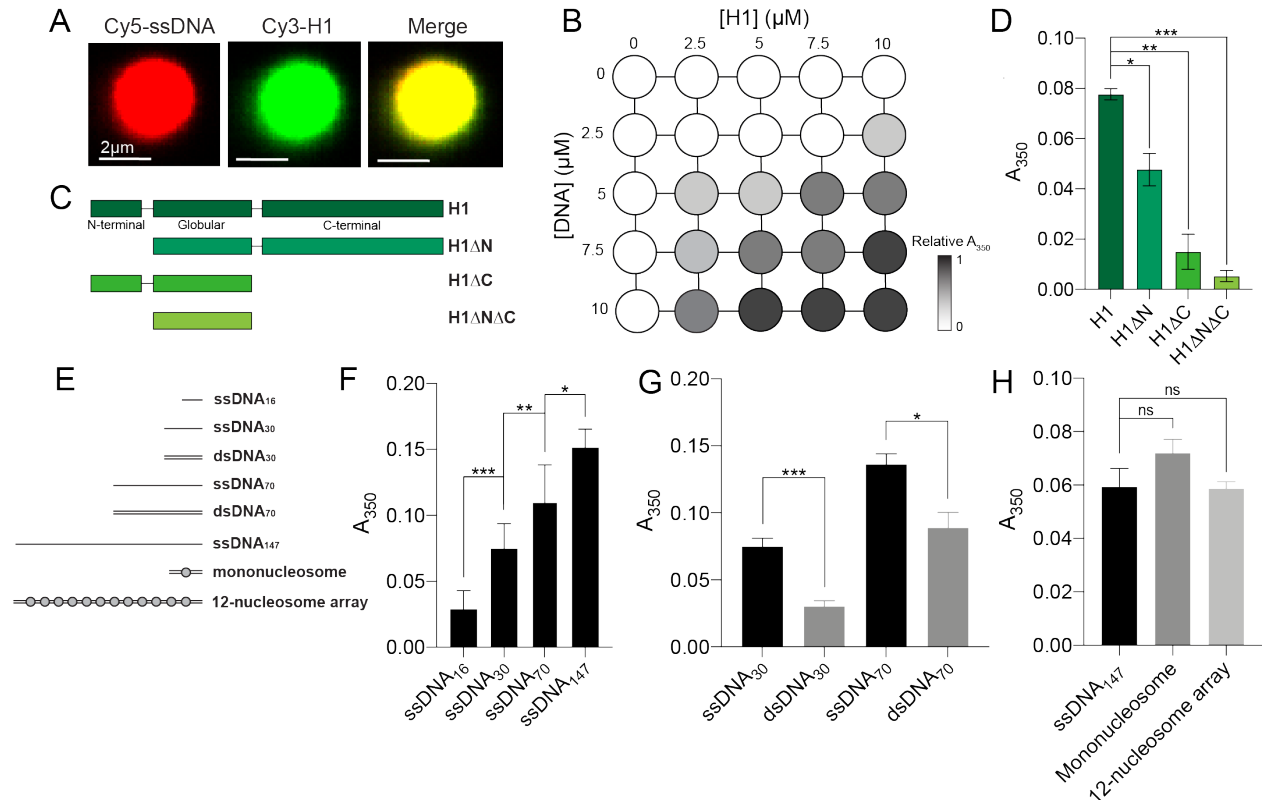 A
Cy5-ssDNA
Cy3-H1
Merge
2µm
B
[H1] (µM)
0
2.5
5
7.5
10
[DNA] (µM)
0
2.5
5
7.5
10
Relative A350
1
0
C
H1
N-terminal
Globular
C-terminal
H1ΔN
H1ΔC
H1ΔNΔC
D
***
**
*
A350
0.10
0.08
0.06
0.04
0.02
0.00
H1
H1ΔN
H1ΔC
H1ΔNΔC
E
ssDNA16
ssDNA30
dsDNA30
ssDNA70
dsDNA70
ssDNA147
mononucleosome
12-nucleosome array
F
A350
0.20
0.15
0.10
0.05
0.00
***
**
*
ssDNA16
ssDNA30
ssDNA70
ssDNA147
G
A350
0.20
0.15
0.10
0.05
0.00
***
*
ssDNA30
dsDNA30
ssDNA70
dsDNA70
H
A350
0.10
0.08
0.06
0.04
0.02
0.00
ns
ns
ssDNA147
Mononucleosome
12-nucleosome array